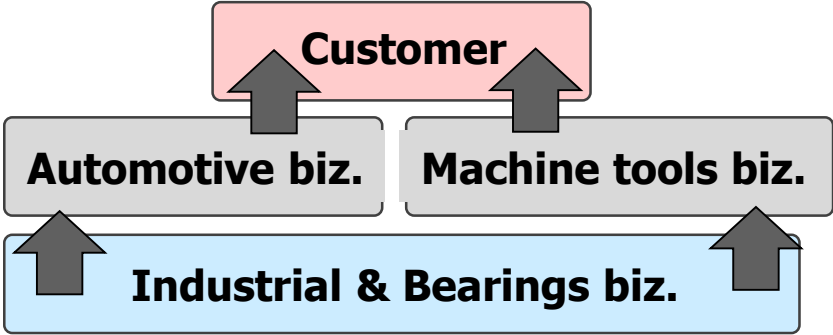 Customer
Automotive biz.
Machine tools biz.
Industrial & Bearings biz.